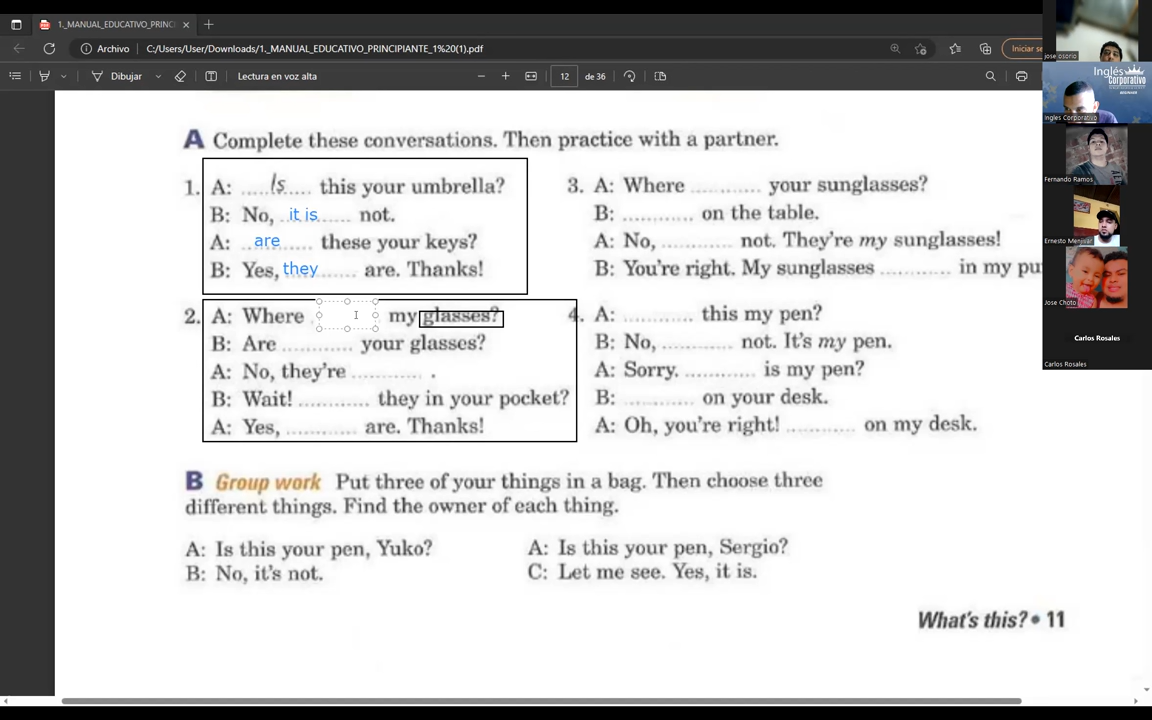 1._MANUAL_EDUCATIVO_PRINC
Archivo C:/Users/User/Downloads/1._MANUAL_EDUCATIVO_PRINCIPIANTE_1%20(1).pdf
Iniciar se
Dibujar Lectura en voz alta 12 de 36
jose osorio
Inglés Corporativo
BEGINNER
Ingles Corporativo
Fernando Ramos
Ernesto Menjivar
Jose Choto
Carlos Rosales
Carlos Rosales
A Complete these conversations. Then practice with a partner.
1. A: .....Is..... this your umbrella?
B: No, it is ...... not.
A: are ...... these your keys?
B: Yes, they ...... are. Thanks!
2. A: Where my glasses?
B: Are ............ your glasses?
A: No, they're ............ .
B: Wait! ............ they in your pocket?
A: Yes, ............ are. Thanks!
3. A: Where ............ your sunglasses?
B: ............ on the table.
A: No, ............ not. They're my sunglasses!
B: You're right. My sunglasses ............ in my pu
4. A: ............ this my pen?
B: No, ............ not. It's my pen.
A: Sorry. ............ is my pen?
B: ............ on your desk.
A: Oh, you're right! ............ on my desk.
B Group work Put three of your things in a bag. Then choose three
different things. Find the owner of each thing.
A: Is this your pen, Yuko?
B: No, it's not.
A: Is this your pen, Sergio?
C: Let me see. Yes, it is.
What's this? • 11